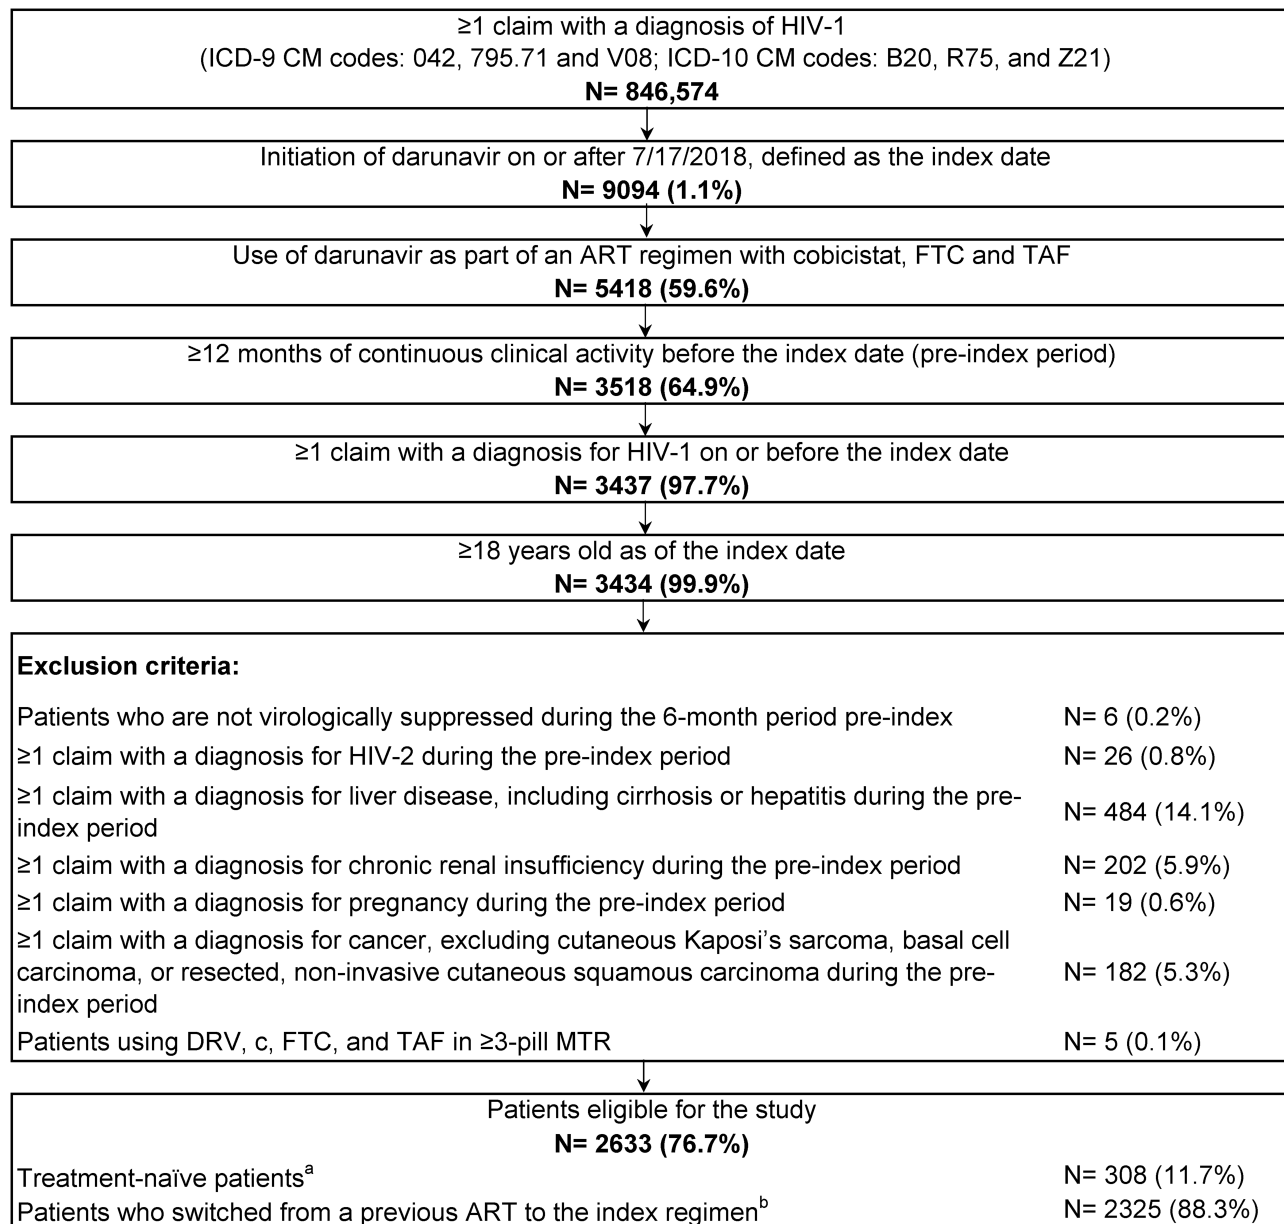 ≥1 claim with a diagnosis of HIV-1
(ICD-9 CM codes: 042, 795.71 and V08; ICD-10 CM codes: B20, R75, and Z21)
N= 846,574
Initiation of darunavir on or after 7/17/2018, defined as the index date
N= 9094 (1.1%)
Use of darunavir as part of an ART regimen with cobicistat, FTC and TAF
N= 5418 (59.6%)
≥12 months of continuous clinical activity before the index date (pre-index period)
N= 3518 (64.9%)
≥1 claim with a diagnosis for HIV-1 on or before the index date
N= 3437 (97.7%)
≥18 years old as of the index date
N= 3434 (99.9%)
Exclusion criteria:
Patients who are not virologically suppressed during the 6-month period pre-index N= 6 (0.2%)
≥1 claim with a diagnosis for HIV-2 during the pre-index period N= 26 (0.8%)
≥1 claim with a diagnosis for liver disease, including cirrhosis or hepatitis during the pre-
index period N= 484 (14.1%)
≥1 claim with a diagnosis for chronic renal insufficiency during the pre-index period N= 202 (5.9%)
≥1 claim with a diagnosis for pregnancy during the pre-index period N= 19 (0.6%)
≥1 claim with a diagnosis for cancer, excluding cutaneous Kaposi's sarcoma, basal cell
carcinoma, or resected, non-invasive cutaneous squamous carcinoma during the pre- N= 182 (5.3%)
index period
Patients using DRV, c, FTC, and TAF in ≥3-pill MTR N= 5 (0.1%)
Patients eligible for the study
N= 2633 (76.7%)
Treatment-naïve patientsᵃ N= 308 (11.7%)
Patients who switched from a previous ART to the index regimenᵇ N= 2325 (88.3%)